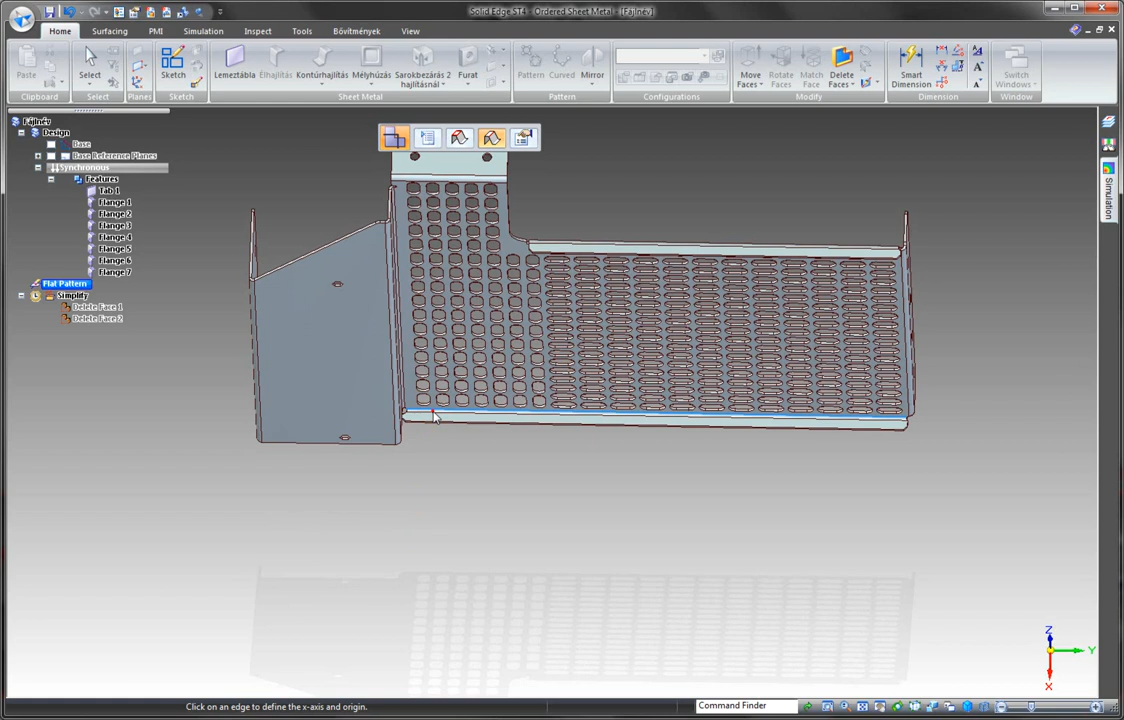 Solid Edge ST4 - Ordered Sheet Metal - [Fájlnév]
Home Surfacing PMI Simulation Inspect Tools Bővítmények View
Paste Select Sketch Lemeztábla Élhajlítás Kontúrhajlítás Mélyhúzás Sarokbezárás 2 hajlításnál Furat Pattern Curved Mirror Move Faces Rotate Faces Match Face Delete Faces Smart Dimension Switch Windows
Clipboard Select Planes Sketch Sheet Metal Pattern Configurations Modify Dimension Window
Fájlnév
Design
Base
Base Reference Planes
Synchronous
Features
Tab 1
Flange 1
Flange 2
Flange 3
Flange 4
Flange 5
Flange 6
Flange 7
Flat Pattern
Simplify
Delete Face 1
Delete Face 2
Simulation
Z
Y
X
Click on an edge to define the x-axis and origin.
Command Finder